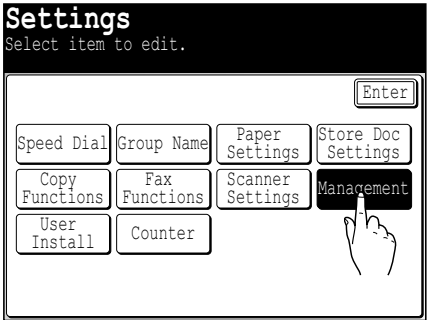 Settings
Select item to edit.
Enter
Speed Dial
Group Name
Paper
Settings
Store Doc
Settings
Copy
Functions
Fax
Functions
Scanner
Settings
Management
User
Install
Counter